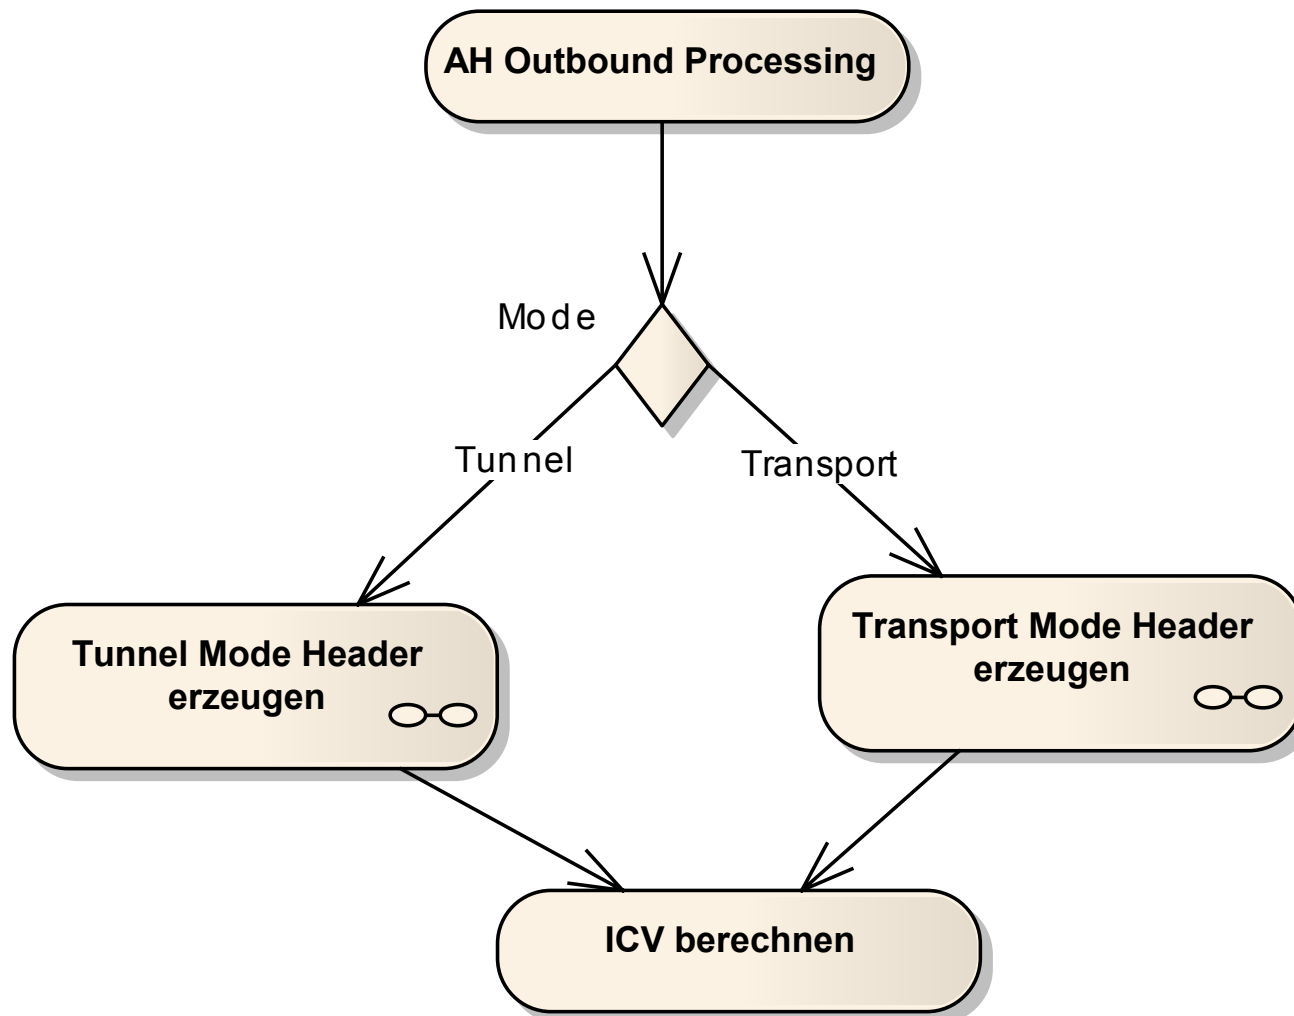 AH Outbound Processing
Mode
Tunnel
Transport
Tunnel Mode Header
erzeugen
Transport Mode Header
erzeugen
ICV berechnen